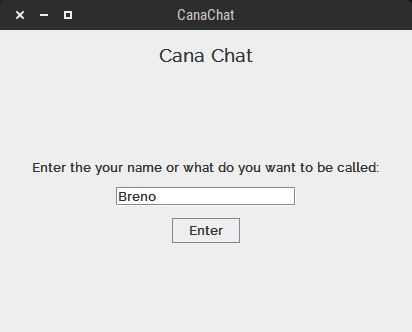 CanaChat
Cana Chat
Enter the your name or what do you want to be called:
Breno
Enter